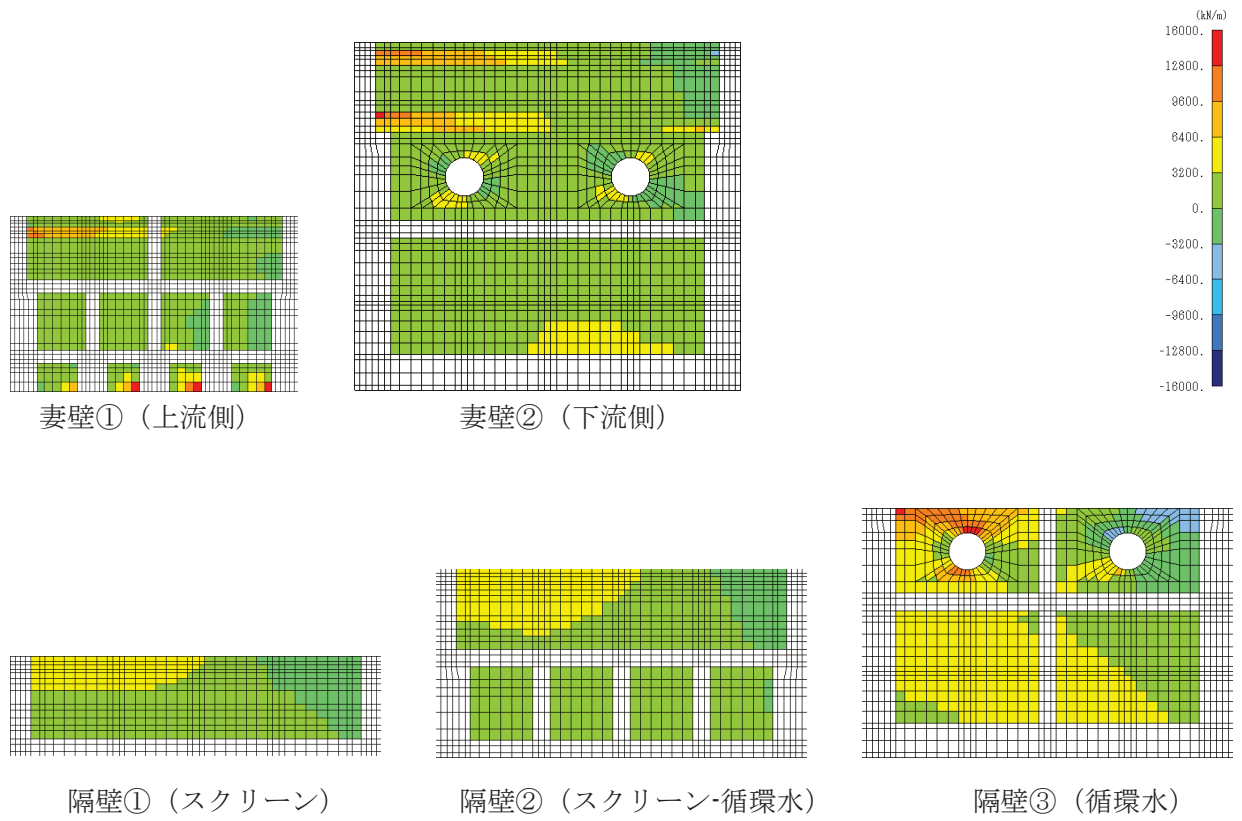 (kN/m)
16000.
12800.
9600.
6400.
3200.
0.
-3200.
-6400.
-9600.
-12800.
-16000.
妻壁①（上流側）
妻壁②（下流側）
隔壁①（スクリーン）
隔壁②（スクリーン-循環水）
隔壁③（循環水）